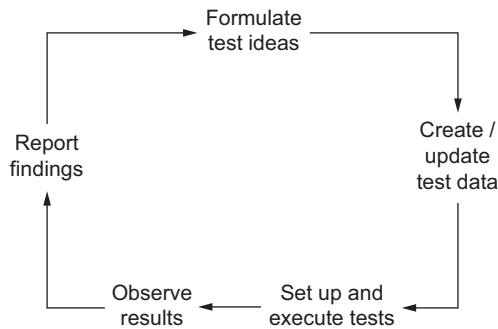 Formulate
test ideas
Create /
update
test data
Set up and
execute tests
Observe
results
Report
findings